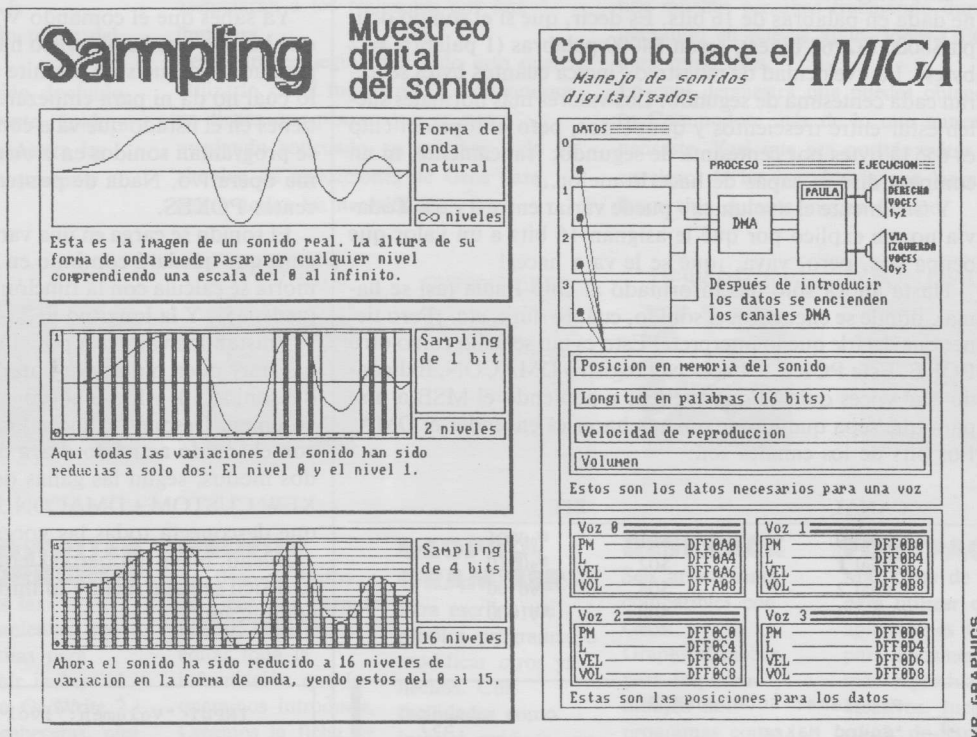 Sampling
Muestreo
digital
del sonido
Forma de
onda
natural
∞ niveles
Esta es la imagen de un sonido real. La altura de su
forma de onda puede pasar por cualquier nivel
comprendiendo una escala del 0 al infinito.
1
0
Sampling
de 1 bit
2 niveles
Aqui todas las variaciones del sonido han sido
reducias a solo dos: El nivel 0 y el nivel 1.
15
0
Sampling
de 4 bits
16 niveles
Ahora el sonido ha sido reducido a 16 niveles de
variacion en la forma de onda, yendo estos del 0 al 15.
Cómo lo hace el AMIGA
Manejo de sonidos
digitalizados
DATOS
0
1
2
3
PROCESO Y EJECUCION
PAULA
DMA
VIA
DERECHA
VOCES
1y2
VIA
IZQUIERDA
VOCES
0y3
Después de introducir
los datos se encienden
los canales DMA
Posicion en memoria del sonido
Longitud en palabras (16 bits)
Velocidad de reproduccion
Volumen
Estos son los datos necesarios para una voz
Voz 0
PM DFF0A0
L DFF0A4
VEL DFF0A6
VOL DFFA08
Voz 1
PM DFF0B0
L DFF0B4
VEL DFF0B6
VOL DFF0B8
Voz 2
PM DFF0C0
L DFF0C4
VEL DFF0C6
VOL DFF0C8
Voz 3
PM DFF0D0
L DFF0D4
VEL DFF0D6
VOL DFF0D8
Estas son las posiciones para los datos
GRAPHICS